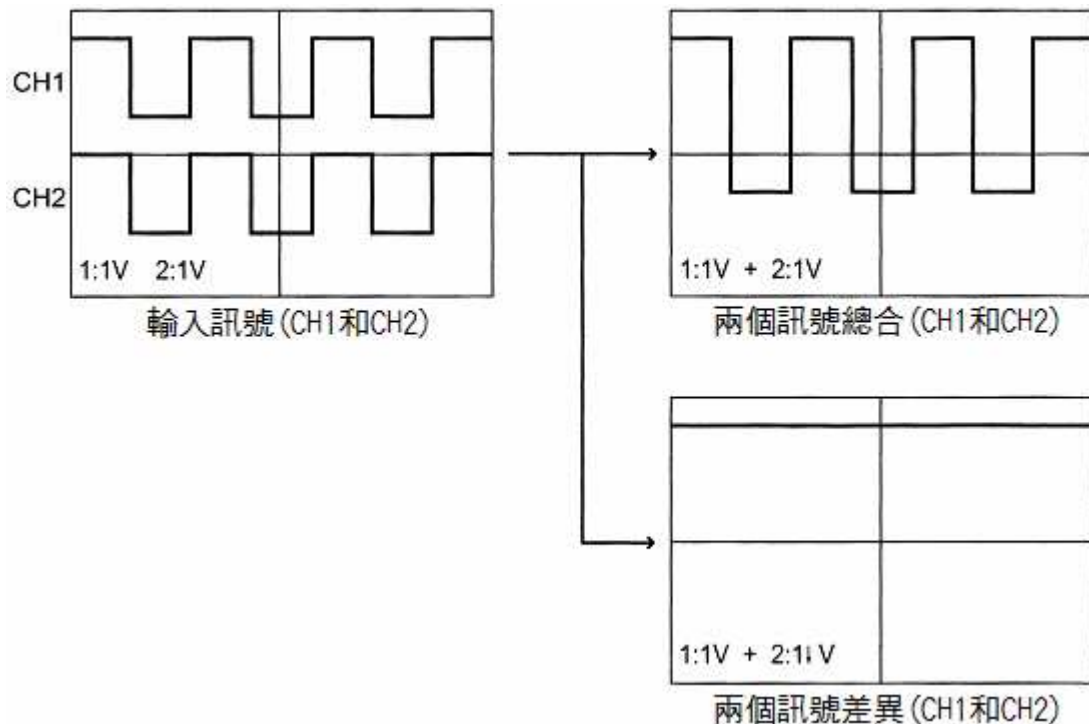 CH1
CH2
1:1V 2:1V
輸入訊號(CH1和CH2)
1:1V + 2:1V
兩個訊號總合(CH1和CH2)
1:1V + 2:1↓V
兩個訊號差異(CH1和CH2)